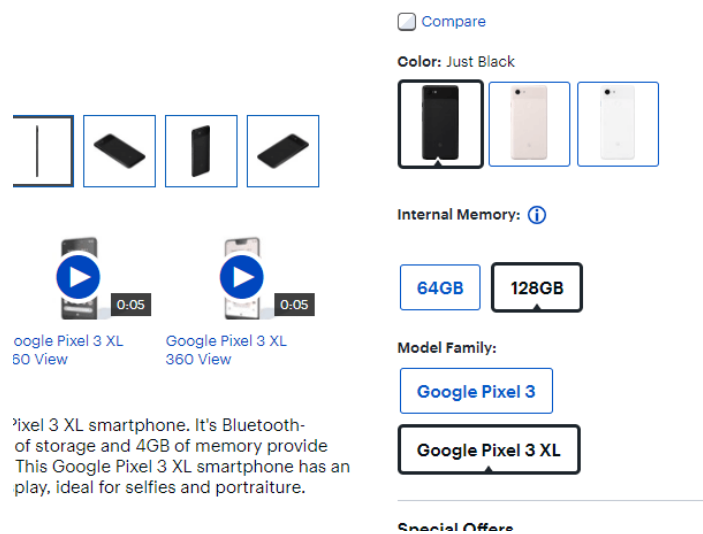 Compare
Color: Just Black
Internal Memory:
64GB 128GB
Model Family:
Google Pixel 3
Google Pixel 3 XL
Special Offers
0:05 0:05
oogle Pixel 3 XL
60 View
Google Pixel 3 XL
360 View
Pixel 3 XL smartphone. It's Bluetooth-
of storage and 4GB of memory provide
This Google Pixel 3 XL smartphone has an
play, ideal for selfies and portraiture.